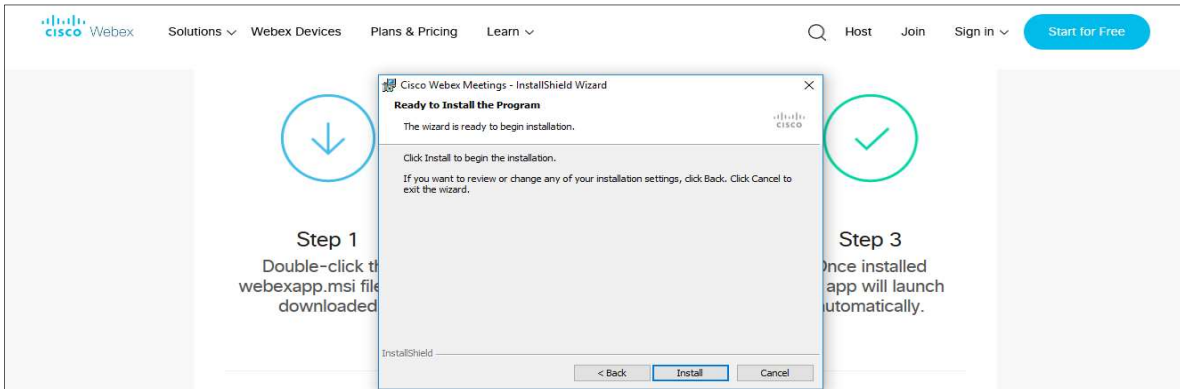 cisco Webex Solutions Webex Devices Plans & Pricing Learn Host Join Sign in Start for Free
Cisco Webex Meetings - InstallShield Wizard
Ready to Install the Program
The wizard is ready to begin installation.
cisco
Click Install to begin the installation.
If you want to review or change any of your installation settings, click Back. Click Cancel to
exit the wizard.
InstallShield
< Back Install Cancel
Step 1
Double-click
webexapp.msi
downloaded
Step 3
installed
app will launch